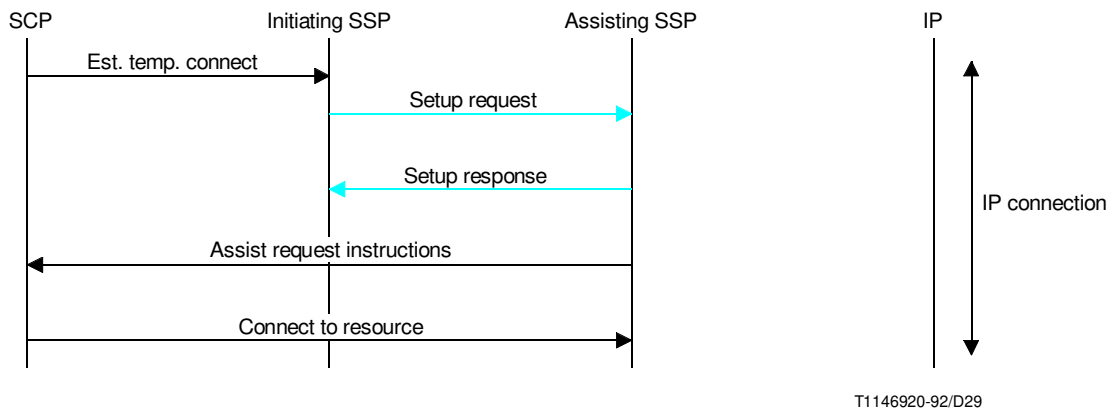 SCP
Initiating SSP
Assisting SSP
IP
Est. temp. connect
Setup request
Setup response
IP connection
Assist request instructions
Connect to resource
T1146920-92/D29